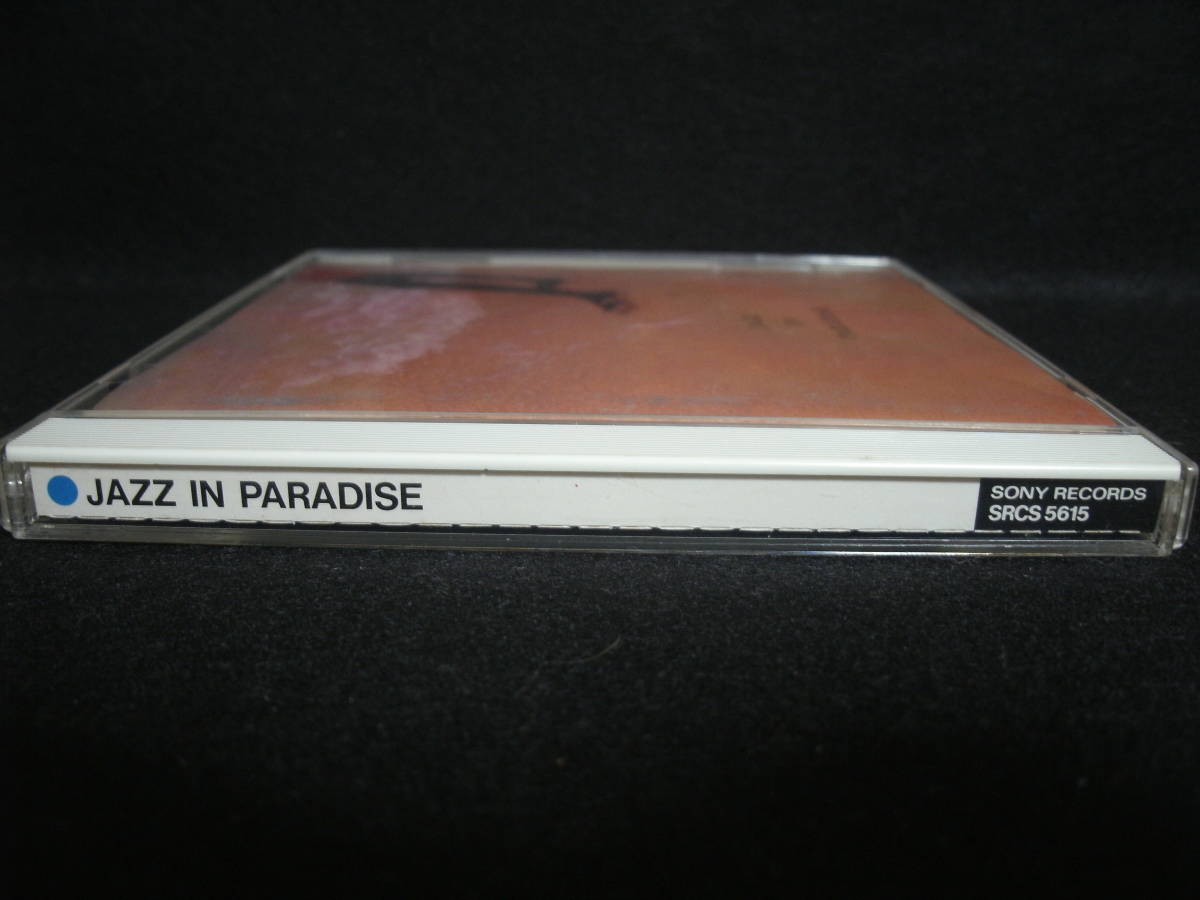 JAZZ IN PARADISE
SONY RECORDS
SRCS 5615